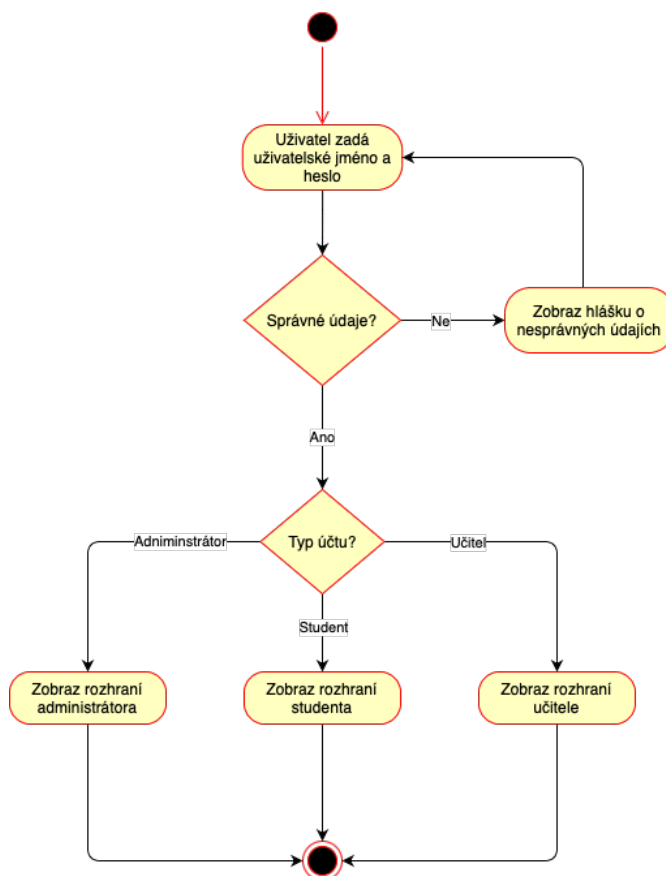 Uživatel zadá
uživatelské jméno a
heslo
Správné údaje?
Ne
Zobraz hlášku o
nesprávných údajích
Ano
Typ účtu?
Adniminstrátor
Učitel
Student
Zobraz rozhraní
administrátora
Zobraz rozhraní
studenta
Zobraz rozhraní
učitele